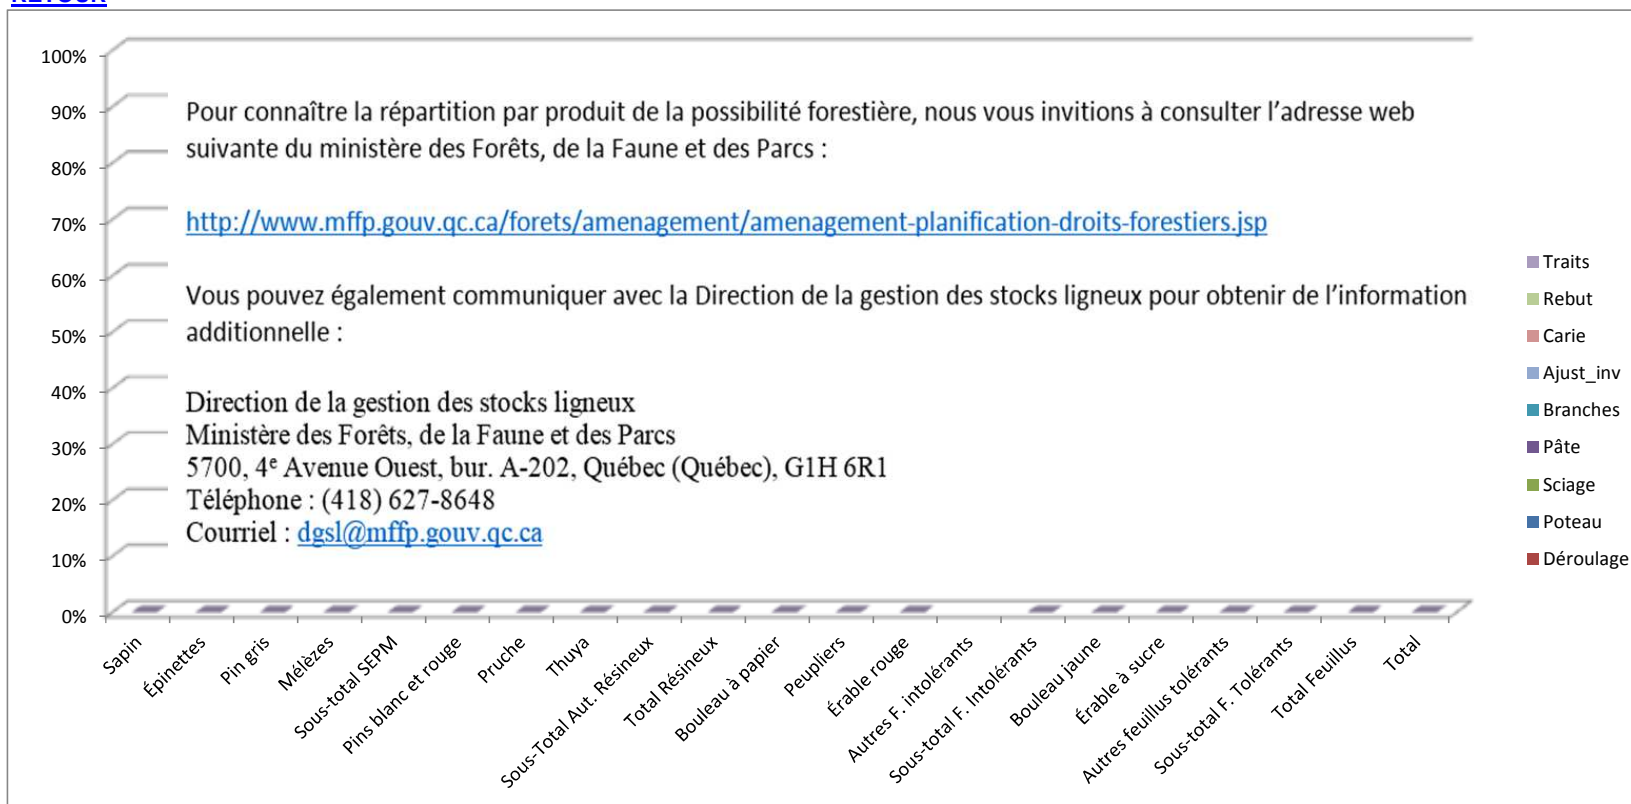 RETOUR
100%
90%
80%
70%
60%
50%
40%
30%
20%
10%
0%
Pour connaître la répartition par produit de la possibilité forestière, nous vous invitions à consulter l'adresse web
suivante du ministère des Forêts, de la Faune et des Parcs :
http://www.mffp.gouv.qc.ca/forets/amenagement/amenagement-planification-droits-forestiers.jsp
Vous pouvez également communiquer avec la Direction de la gestion des stocks ligneux pour obtenir de l'information
additionnelle :
Direction de la gestion des stocks ligneux
Ministère des Forêts, de la Faune et des Parcs
5700, 4e Avenue Ouest, bur. A-202, Québec (Québec), G1H 6R1
Téléphone : (418) 627-8648
Courriel : dgsl@mffp.gouv.qc.ca
Traits
Rebut
Carie
Ajust_inv
Branches
Pâte
Sciage
Poteau
Déroulage
Sapin
Épinettes
Pin gris
Mélèzes
Sous-total SEPM
Pins blanc et rouge
Pruche
Thuya
Sous-Total Aut. Résineux
Total Résineux
Bouleau à papier
Peupliers
Érable rouge
Autres F. intolérants
Sous-total F. Intolérants
Bouleau jaune
Érable à sucre
Autres feuillus tolérants
Sous-total F. Tolérants
Total Feuillus
Total